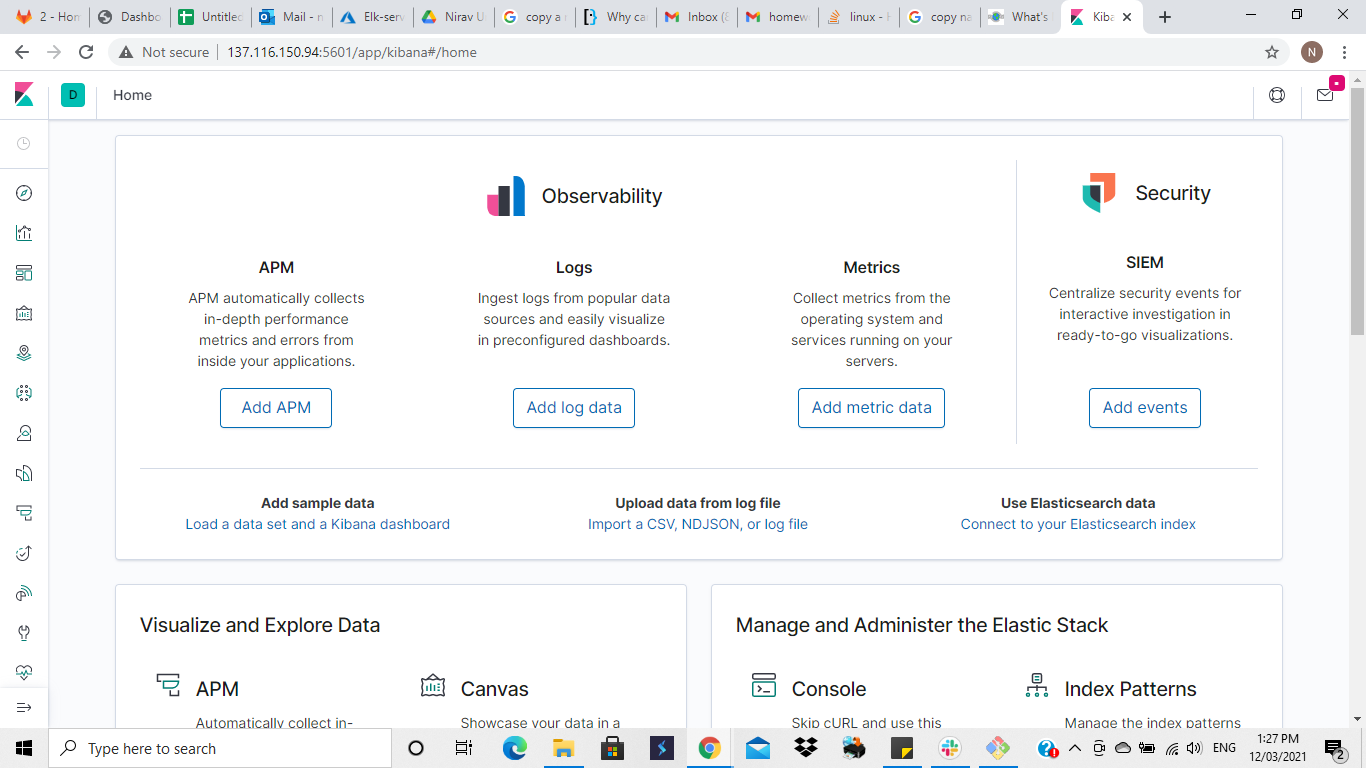 2 - Hom
Dashbo
Untitled
Mail - n
Elk-serv
Nirav U
copy a r
Why car
Inbox (8
homew
linux - H
copy na
What's
Kiba
Not secure
137.116.150.94:5601/app/kibana#/home
N
D
Home
Observability
Security
APM
APM automatically collects
in-depth performance
metrics and errors from
inside your applications.
Add APM
Logs
Ingest logs from popular data
sources and easily visualize
in preconfigured dashboards.
Add log data
Metrics
Collect metrics from the
operating system and
services running on your
servers.
Add metric data
SIEM
Centralize security events for
interactive investigation in
ready-to-go visualizations.
Add events
Add sample data
Load a data set and a Kibana dashboard
Upload data from log file
Import a CSV, NDJSON, or log file
Use Elasticsearch data
Connect to your Elasticsearch index
Visualize and Explore Data
APM
Automatically collect in-
Canvas
Showcase your data in a
Manage and Administer the Elastic Stack
Console
Skip cURL and use this
Index Patterns
Manage the index patterns
Type here to search
ENG
1:27 PM
12/03/2021
2